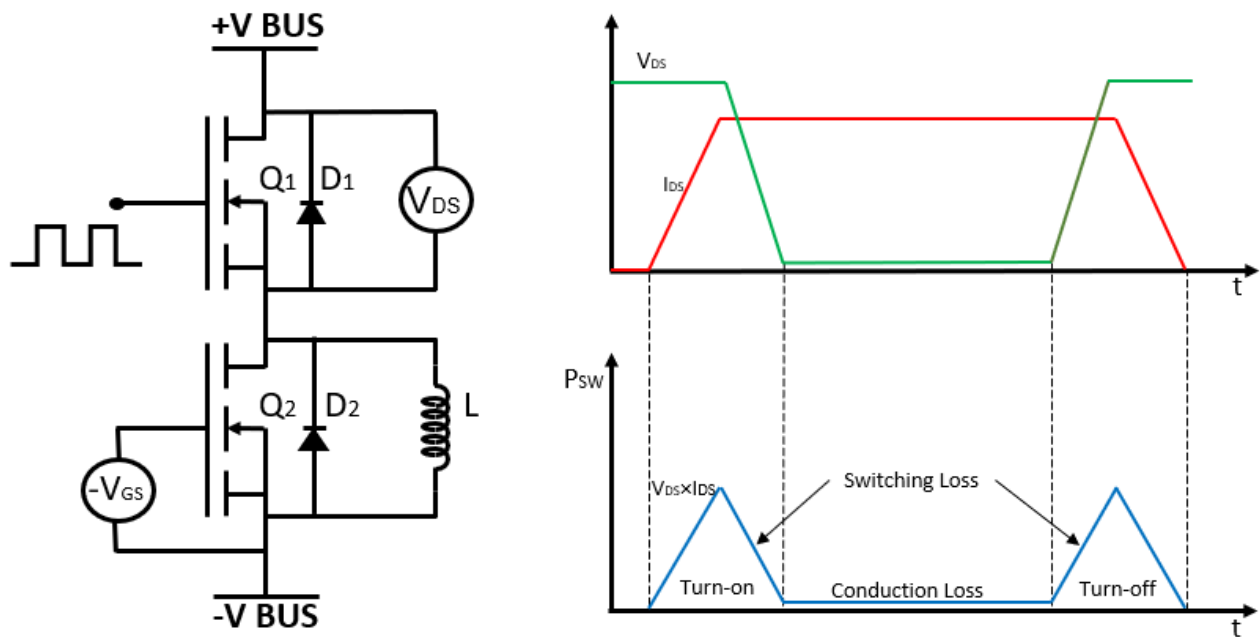 +V BUS
Q1
D1
VDS
Q2
D2
L
-VGS
-V BUS
VDS
IDS
t
PSW
VDS×IDS
Switching Loss
Turn-on
Conduction Loss
Turn-off
t